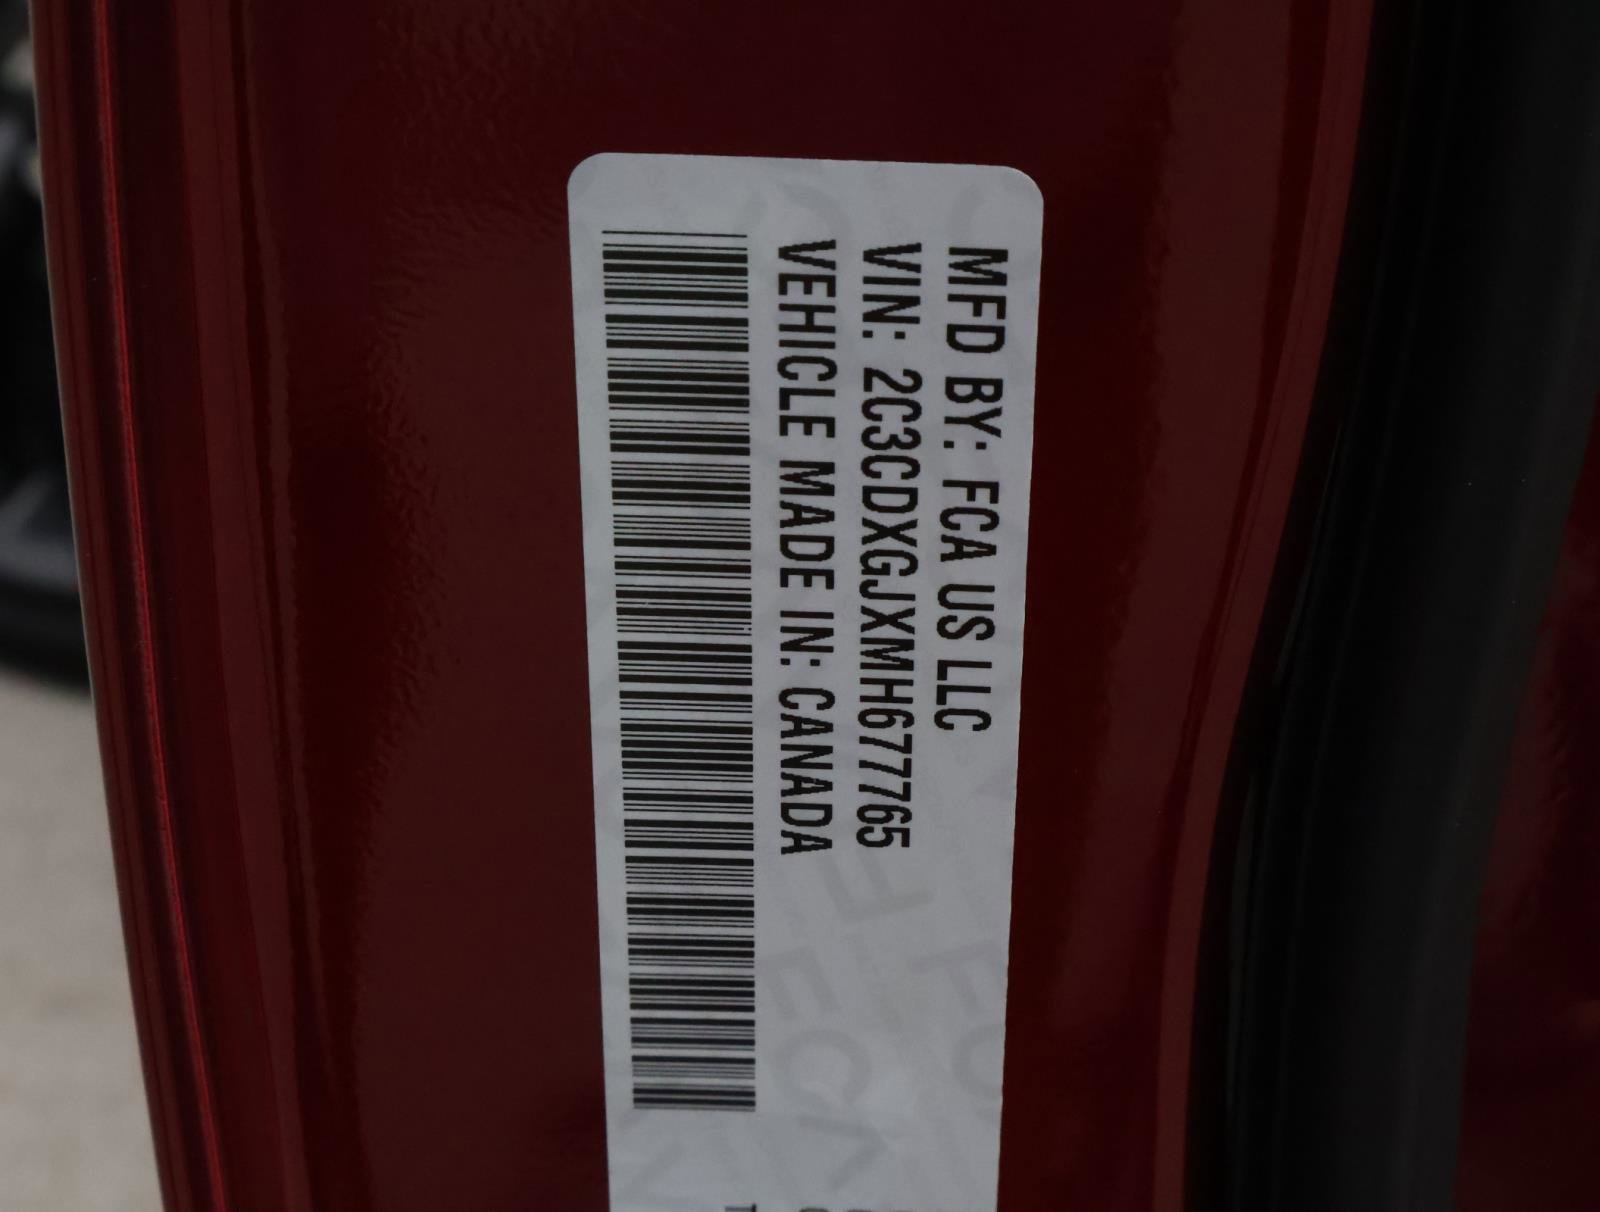 MFD BY: FCA US LLC
VIN: 2C3CDXGJXMH677765
VEHICLE MADE IN: CANADA